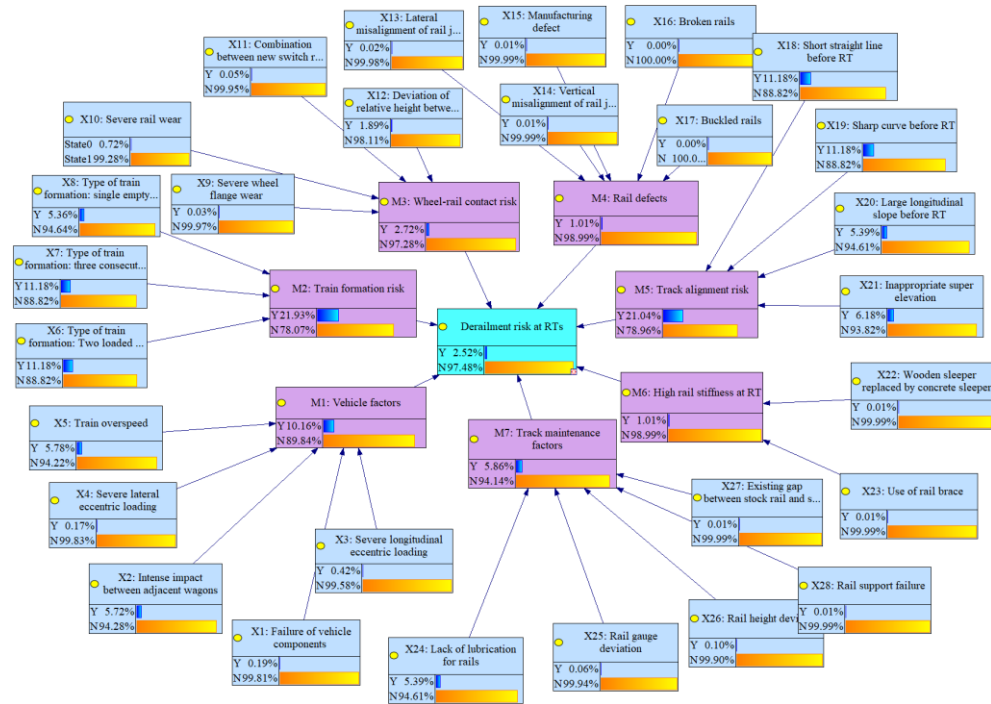 X13: Lateral
misalignment of rail j...
Y 0.02%
N99.98%
X15: Manufacturing
defect
Y 0.01%
N99.99%
X16: Broken rails
Y 0.00%
N100.00%
X18: Short straight line
before RT
Y11.18%
N88.82%
X11: Combination
between new switch r...
Y 0.05%
N99.95%
X12: Deviation of
relative height betwe...
Y 1.89%
N98.11%
X14: Vertical
misalignment of rail j...
Y 0.01%
N99.99%
X17: Buckled rails
Y 0.00%
N 100.0...
X19: Sharp curve before RT
Y11.18%
N88.82%
X10: Severe rail wear
State0 0.72%
State199.28%
X8: Type of train
formation: single empty...
Y 5.36%
N94.64%
X9: Severe wheel
flange wear
Y 0.03%
N99.97%
M3: Wheel-rail contact risk
Y 2.72%
N97.28%
M4: Rail defects
Y 1.01%
N98.99%
X20: Large longitudinal
slope before RT
Y 5.39%
N94.61%
X7: Type of train
formation: three consecut...
Y11.18%
N88.82%
M2: Train formation risk
Y21.93%
N78.07%
M5: Track alignment risk
Y21.04%
N78.96%
X21: Inappropriate super
elevation
Y 6.18%
N93.82%
Derailment risk at RTs
Y 2.52%
N97.48%
X6: Type of train
formation: Two loaded ...
Y11.18%
N88.82%
M1: Vehicle factors
Y10.16%
N89.84%
M6: High rail stiffness at RT
Y 1.01%
N98.99%
X22: Wooden sleeper
replaced by concrete sleeper
Y 0.01%
N99.99%
X5: Train overspeed
Y 5.78%
N94.22%
M7: Track maintenance
factors
Y 5.86%
N94.14%
X27: Existing gap
between stock rail and s...
Y 0.01%
N99.99%
X23: Use of rail brace
Y 0.01%
N99.99%
X4: Severe lateral
eccentric loading
Y 0.17%
N99.83%
X3: Severe longitudinal
eccentric loading
Y 0.42%
N99.58%
X2: Intense impact
between adjacent wagons
Y 5.72%
N94.28%
X28: Rail support failure
Y 0.01%
N99.99%
X1: Failure of vehicle
components
Y 0.19%
N99.81%
X24: Lack of lubrication
for rails
Y 5.39%
N94.61%
X25: Rail gauge
deviation
Y 0.06%
N99.94%
X26: Rail height devi
Y 0.10%
N99.90%